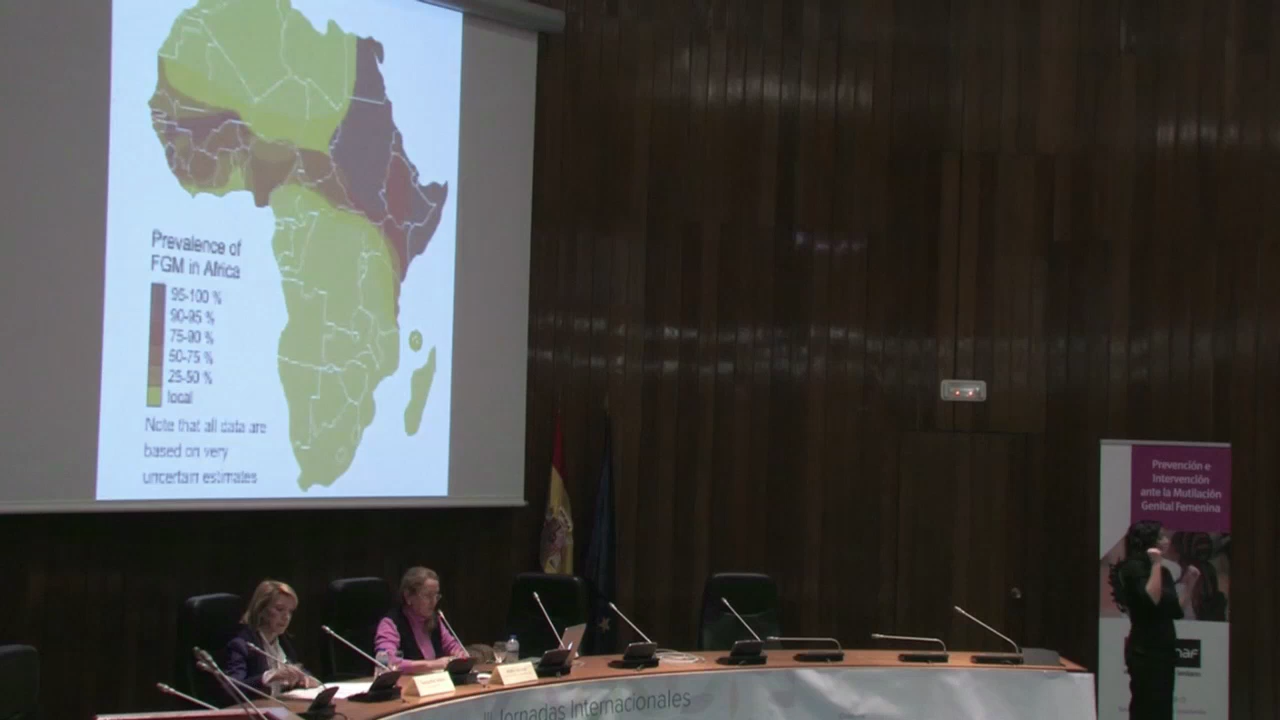 Prevalence of
FGM in Africa
95-100 %
90-95 %
75-90 %
50-75 %
25-50 %
local
Note that all data are
based on very
uncertain estimates
Prevención e
Intervención
ante la Mutilación
Genital Femenina
III Jornadas Internacionales